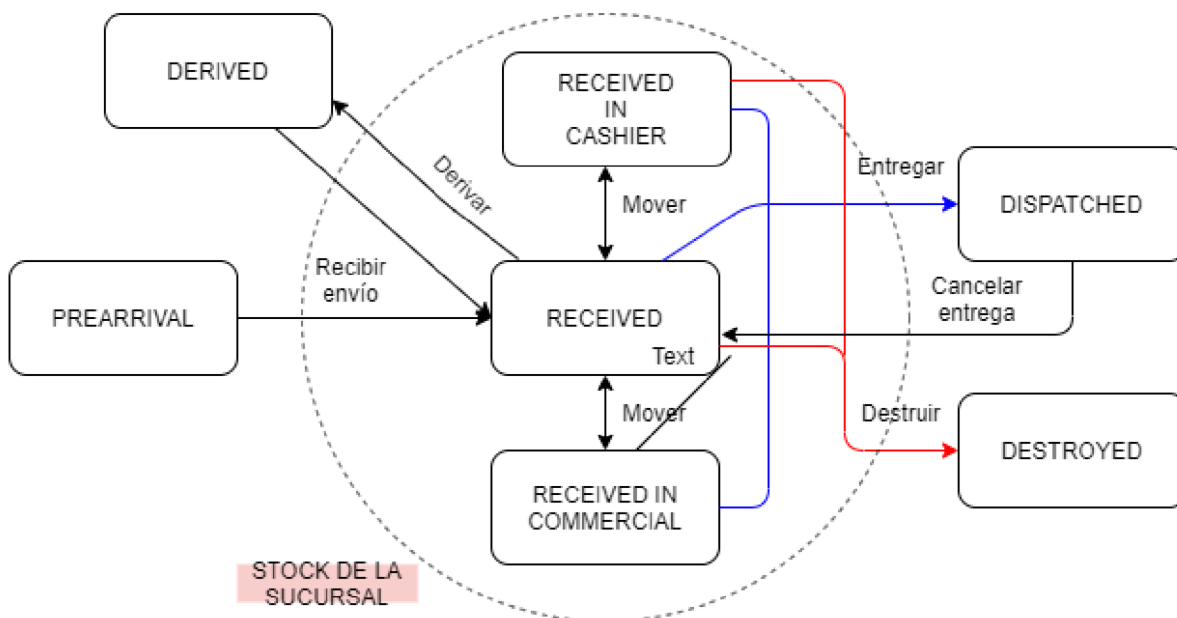 DERIVED
RECEIVED
IN
CASHIER
Derivar
Mover
Entregar
DISPATCHED
Recibir
envío
PREARRIVAL
RECEIVED
Cancelar
entrega
Text
Mover
Destruir
DESTROYED
RECEIVED IN
COMMERCIAL
STOCK DE LA
SUCURSAL